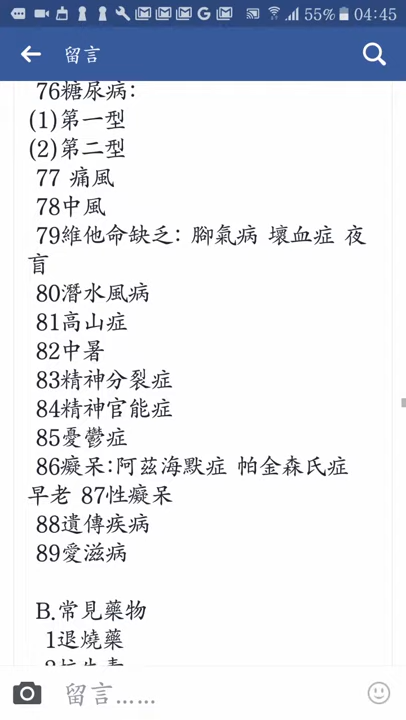 55% 04:45
留言
76糖尿病:
(1)第一型
(2)第二型
77 痛風
78中風
79維他命缺乏: 腳氣病 壞血症 夜
盲
80潛水風病
81高山症
82中暑
83精神分裂症
84精神官能症
85憂鬱症
86癡呆:阿茲海默症 帕金森氏症
早老 87性癡呆
88遺傳疾病
89愛滋病
B.常見藥物
1退燒藥
留言......